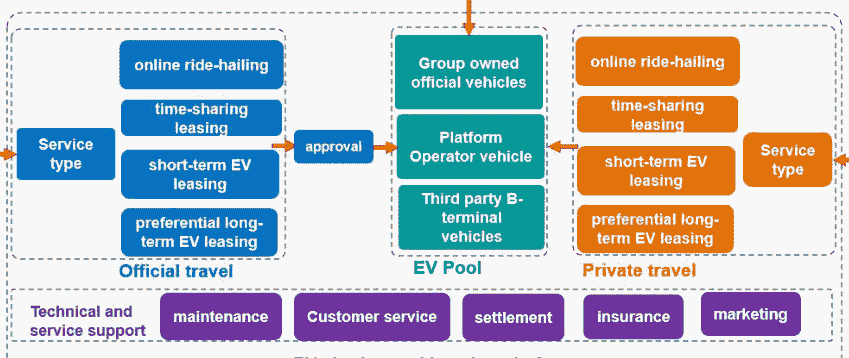 online ride-hailing
time-sharing
leasing
Service
type
short-term EV
leasing
preferential long-
term EV leasing
Official travel
approval
Group owned
official vehicles
Platform
Operator vehicle
Third party B-
terminal
vehicles
EV Pool
online ride-hailing
time-sharing
leasing
short-term EV
leasing
preferential long-
term EV leasing
Service
type
Private travel
Technical and
service support
maintenance
Customer service
settlement
insurance
marketing